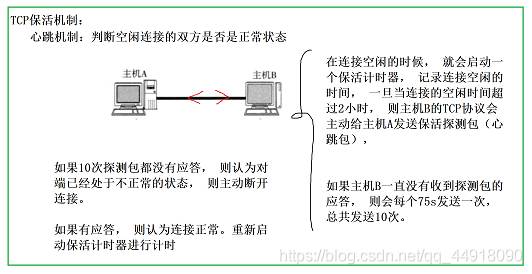 TCP保活机制：
心跳机制：判断空闲连接的双方是否是正常状态
主机A
主机B
在连接空闲的时候，就会启动一
个保活计时器，记录连接空闲的
时间，一旦当连接的空闲时间超
过2小时，则主机B的TCP协议会
主动给主机A发送保活探测包（心
跳包），
如果10次探测包都没有应答，则认为对
端已经处于不正常的状态，则主动断开
连接。
如果有应答，则认为连接正常。重新启
动保活计时器进行计时
如果主机B一直没有收到探测包的
应答，则会每个75s发送一次，
总共发送10次。
https://blog.csdn.net/qq_44918090